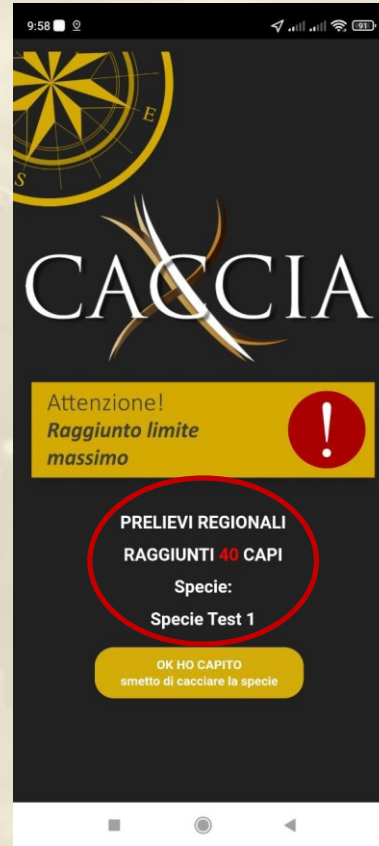 9:58
91
E
S
CACCIA
Attenzione!
Raggiunto limite
massimo
!
PRELIEVI REGIONALI
RAGGIUNTI 40 CAPI
Specie:
Specie Test 1
OK HO CAPITO
smetto di cacciare la specie